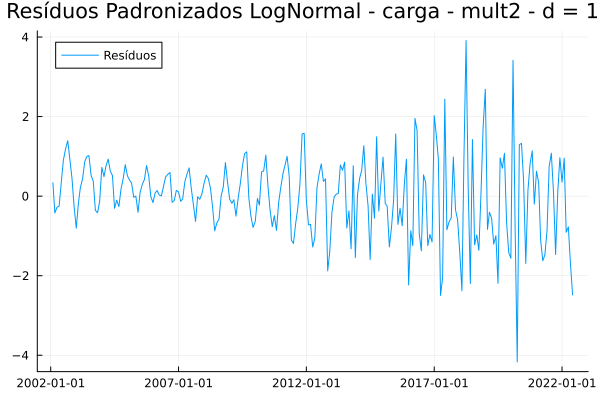 Resíduos Padronizados LogNormal - carga - mult2 - d = 1
4
Resíduos
2
0
−2
−4
2002-01-01 2007-01-01 2012-01-01 2017-01-01 2022-01-01